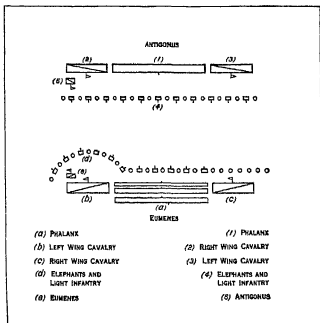 ANTIGONUS
(2) (1) (3)
(5)
(4)
(d)
(e)
(b) (a) (c)
EUMENES
(a) PHALANX
(b) LEFT WING CAVALRY
(c) RIGHT WING CAVALRY
(d) ELEPHANTS AND
LIGHT INFANTRY
(e) EUMENES
(1) PHALANX
(2) RIGHT WING CAVALRY
(3) LEFT WING CAVALRY
(4) ELEPHANTS AND
LIGHT INFANTRY
(5) ANTIGONUS